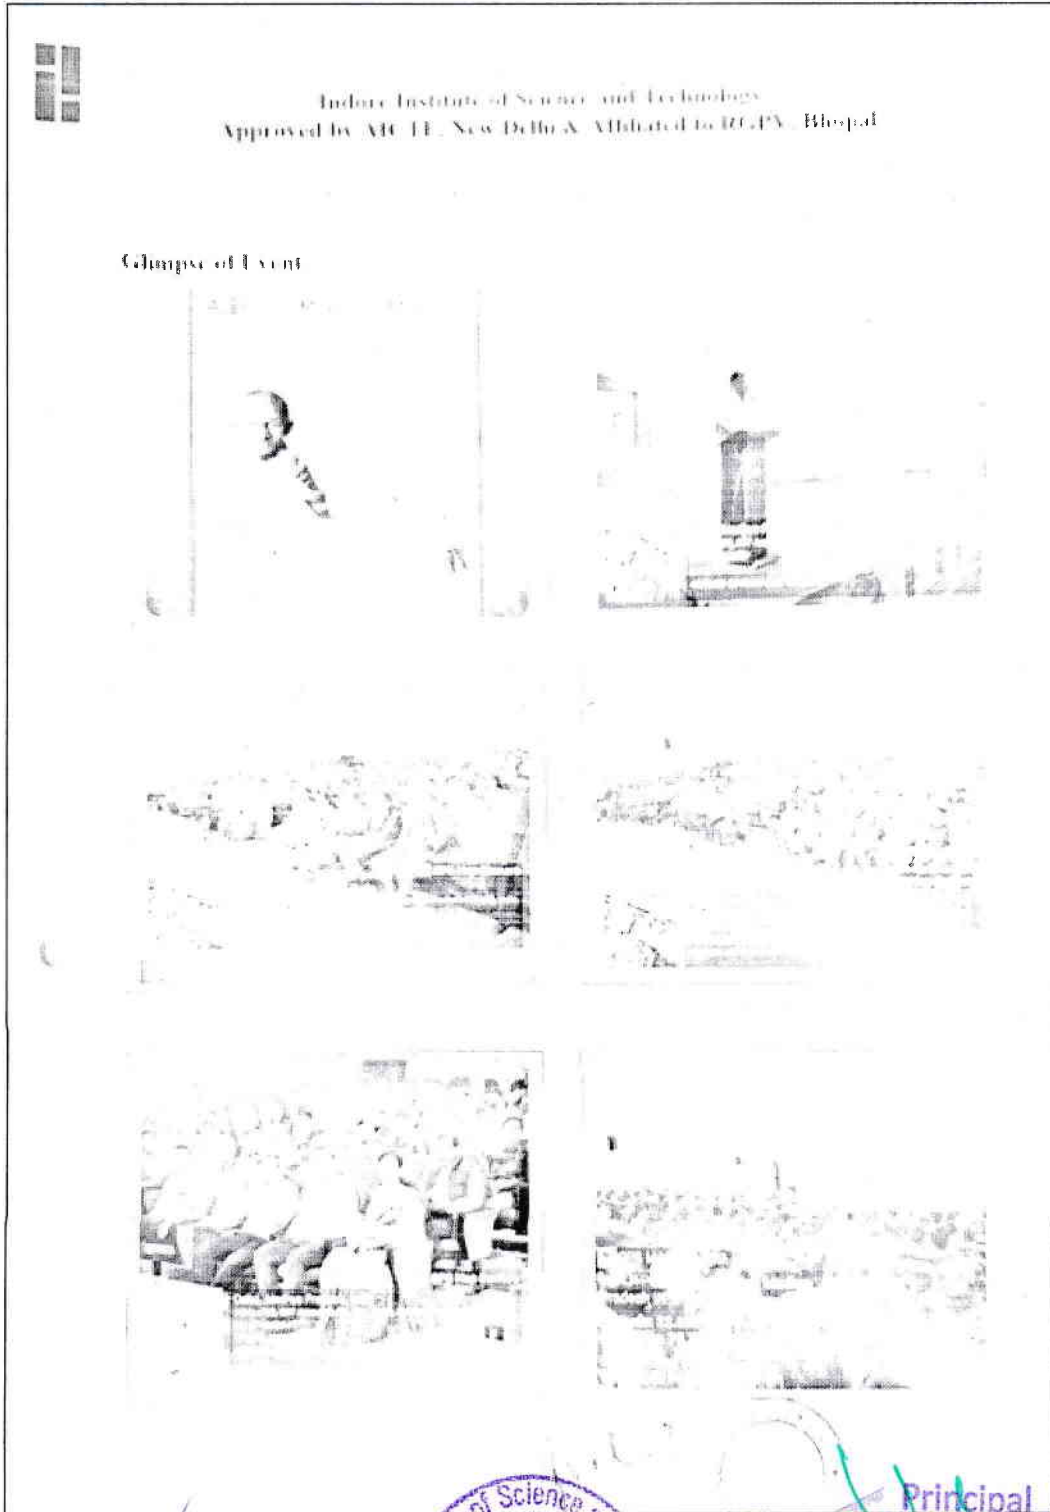 Indore Institute of Science and Technology
Approved by AICTE, New Delhi & Affiliated to RGPV, Bhopal
Glimpse of Event
of Science
Principal